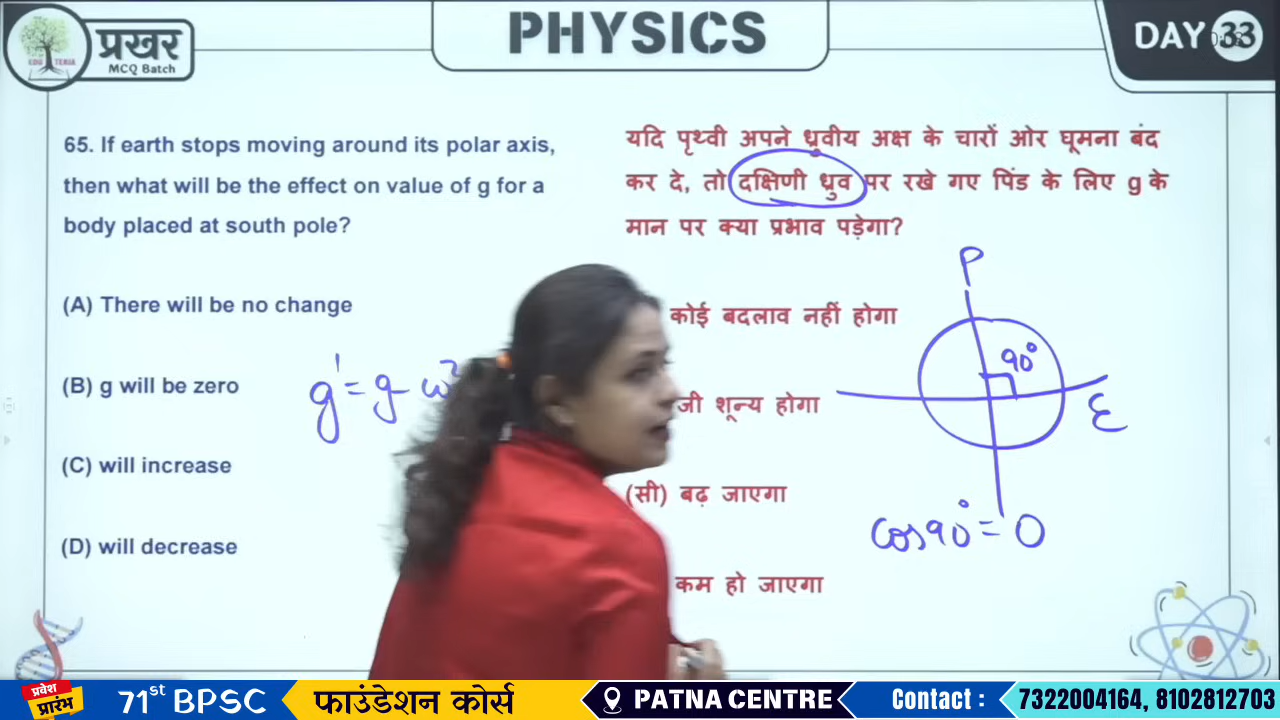 EDU TERIA
प्रखर
MCQ Batch
PHYSICS
DAY 33
65. If earth stops moving around its polar axis,
then what will be the effect on value of g for a
body placed at south pole?
(A) There will be no change
(B) g will be zero
(C) will increase
(D) will decrease
g' = g - ω²
यदि पृथ्वी अपने ध्रुवीय अक्ष के चारों ओर घूमना बंद
कर दे, तो दक्षिणी ध्रुव पर रखे गए पिंड के लिए g के
मान पर क्या प्रभाव पड़ेगा?
कोई बदलाव नहीं होगा
जी शून्य होगा
(सी) बढ़ जाएगा
कम हो जाएगा
P
90°
E
cos90° = 0
प्रवेश
प्रारंभ
71st BPSC
फाउंडेशन कोर्स
PATNA CENTRE
Contact :
7322004164, 8102812703